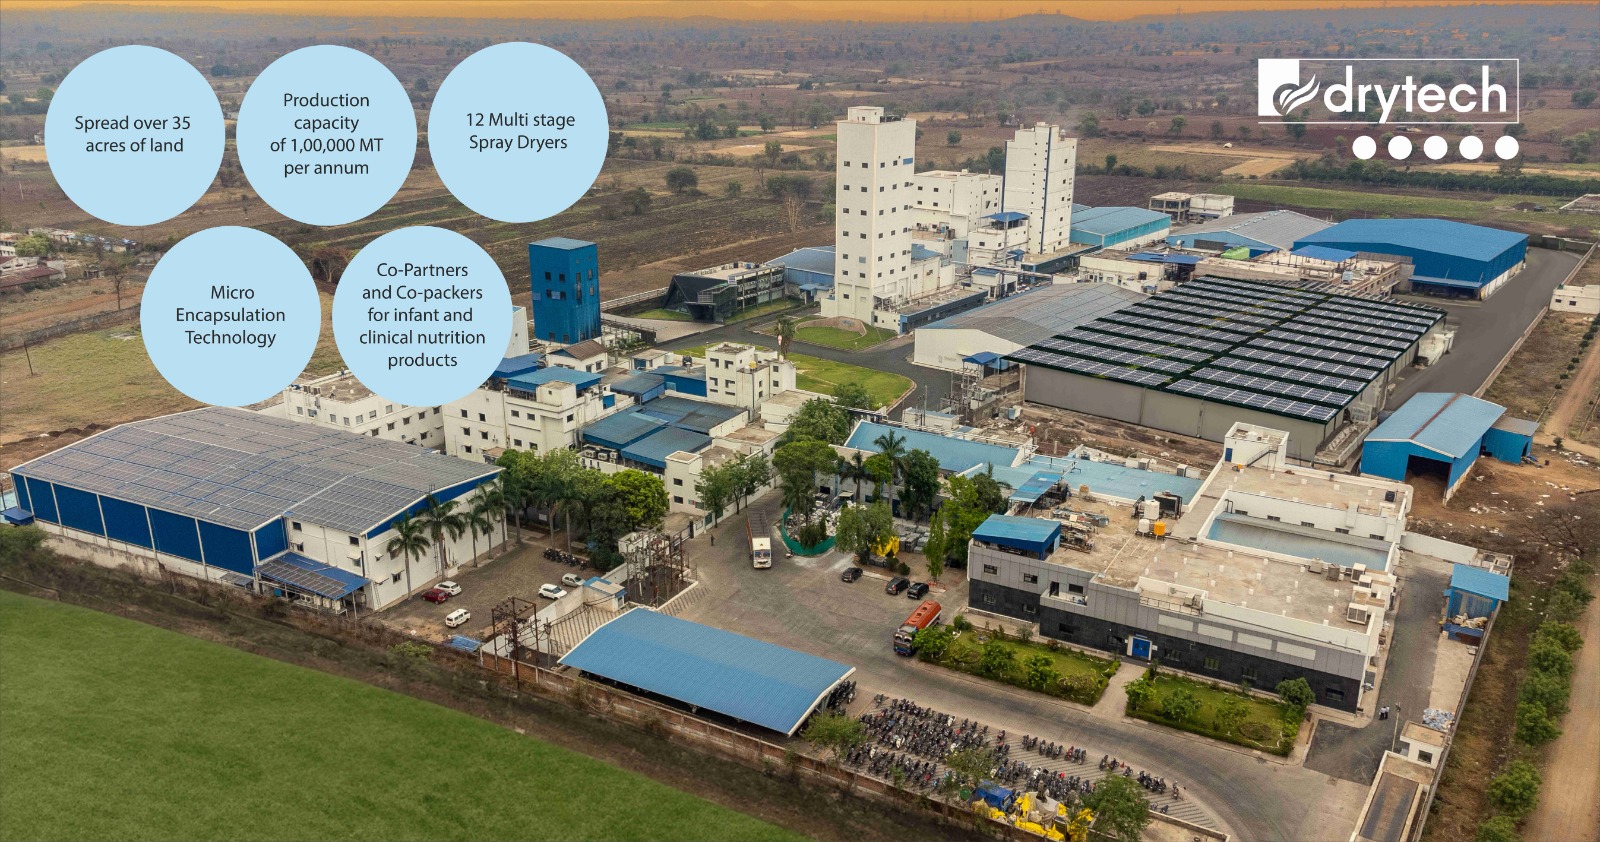 Spread over 35
acres of land
Production
capacity
of 1,00,000 MT
per annum
12 Multi stage
Spray Dryers
drytech
Micro
Encapsulation
Technology
Co-Partners
and Co-packers
for infant and
clinical nutrition
products